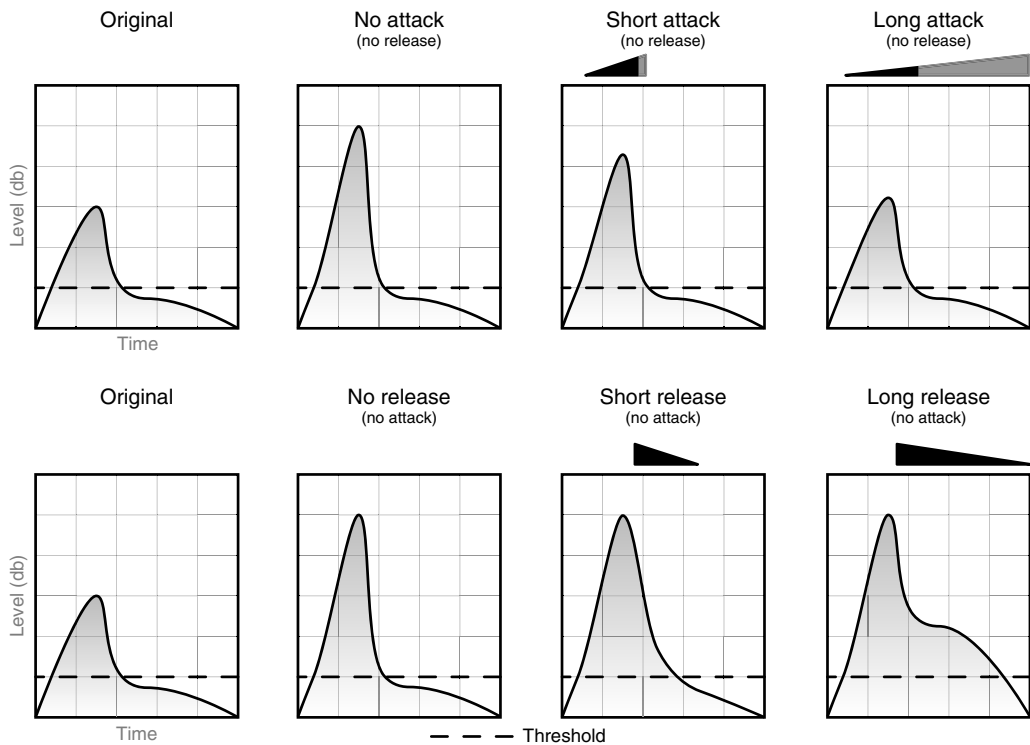 Original
No attack
(no release)
Short attack
(no release)
Long attack
(no release)
Level (db)
Time
Original
No release
(no attack)
Short release
(no attack)
Long release
(no attack)
Level (db)
Time
Threshold